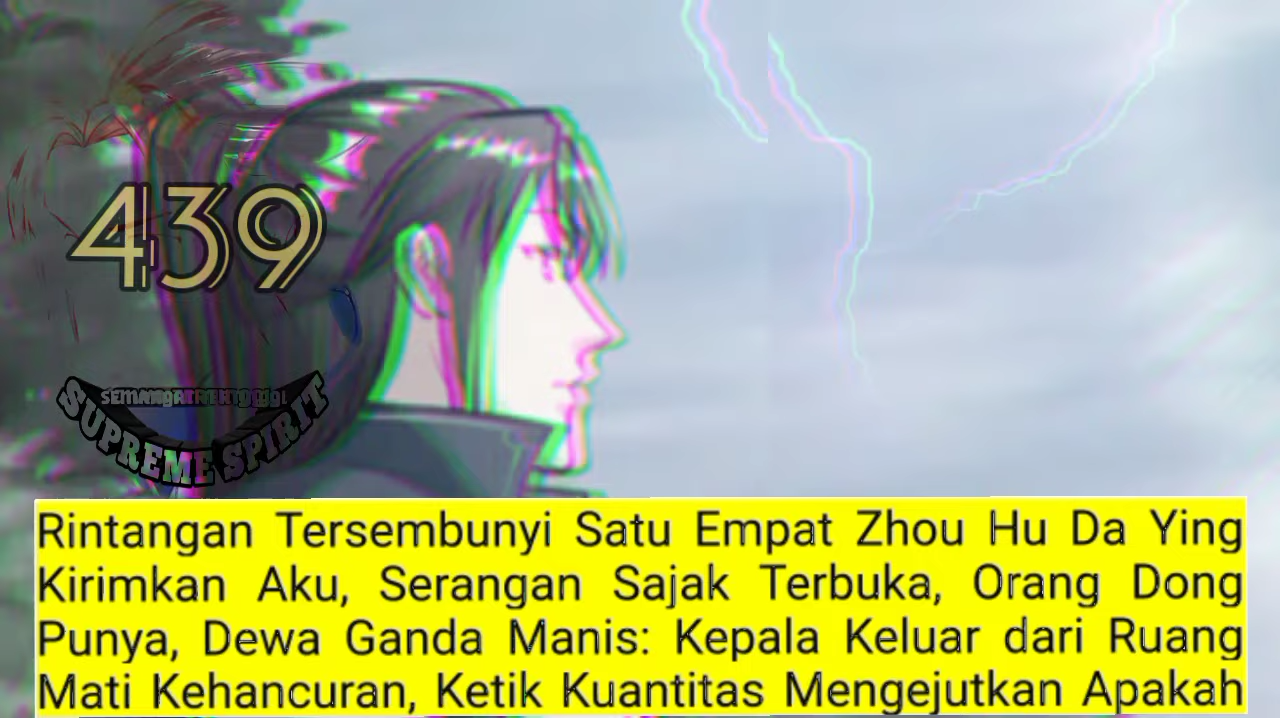 439
SUPREME SPIRIT
Rintangan Tersembunyi Satu Empat Zhou Hu Da Ying
Kirimkan Aku, Serangan Sajak Terbuka, Orang Dong
Punya, Dewa Ganda Manis: Kepala Keluar dari Ruang
Mati Kehancuran, Ketik Kuantitas Mengejutkan Apakah